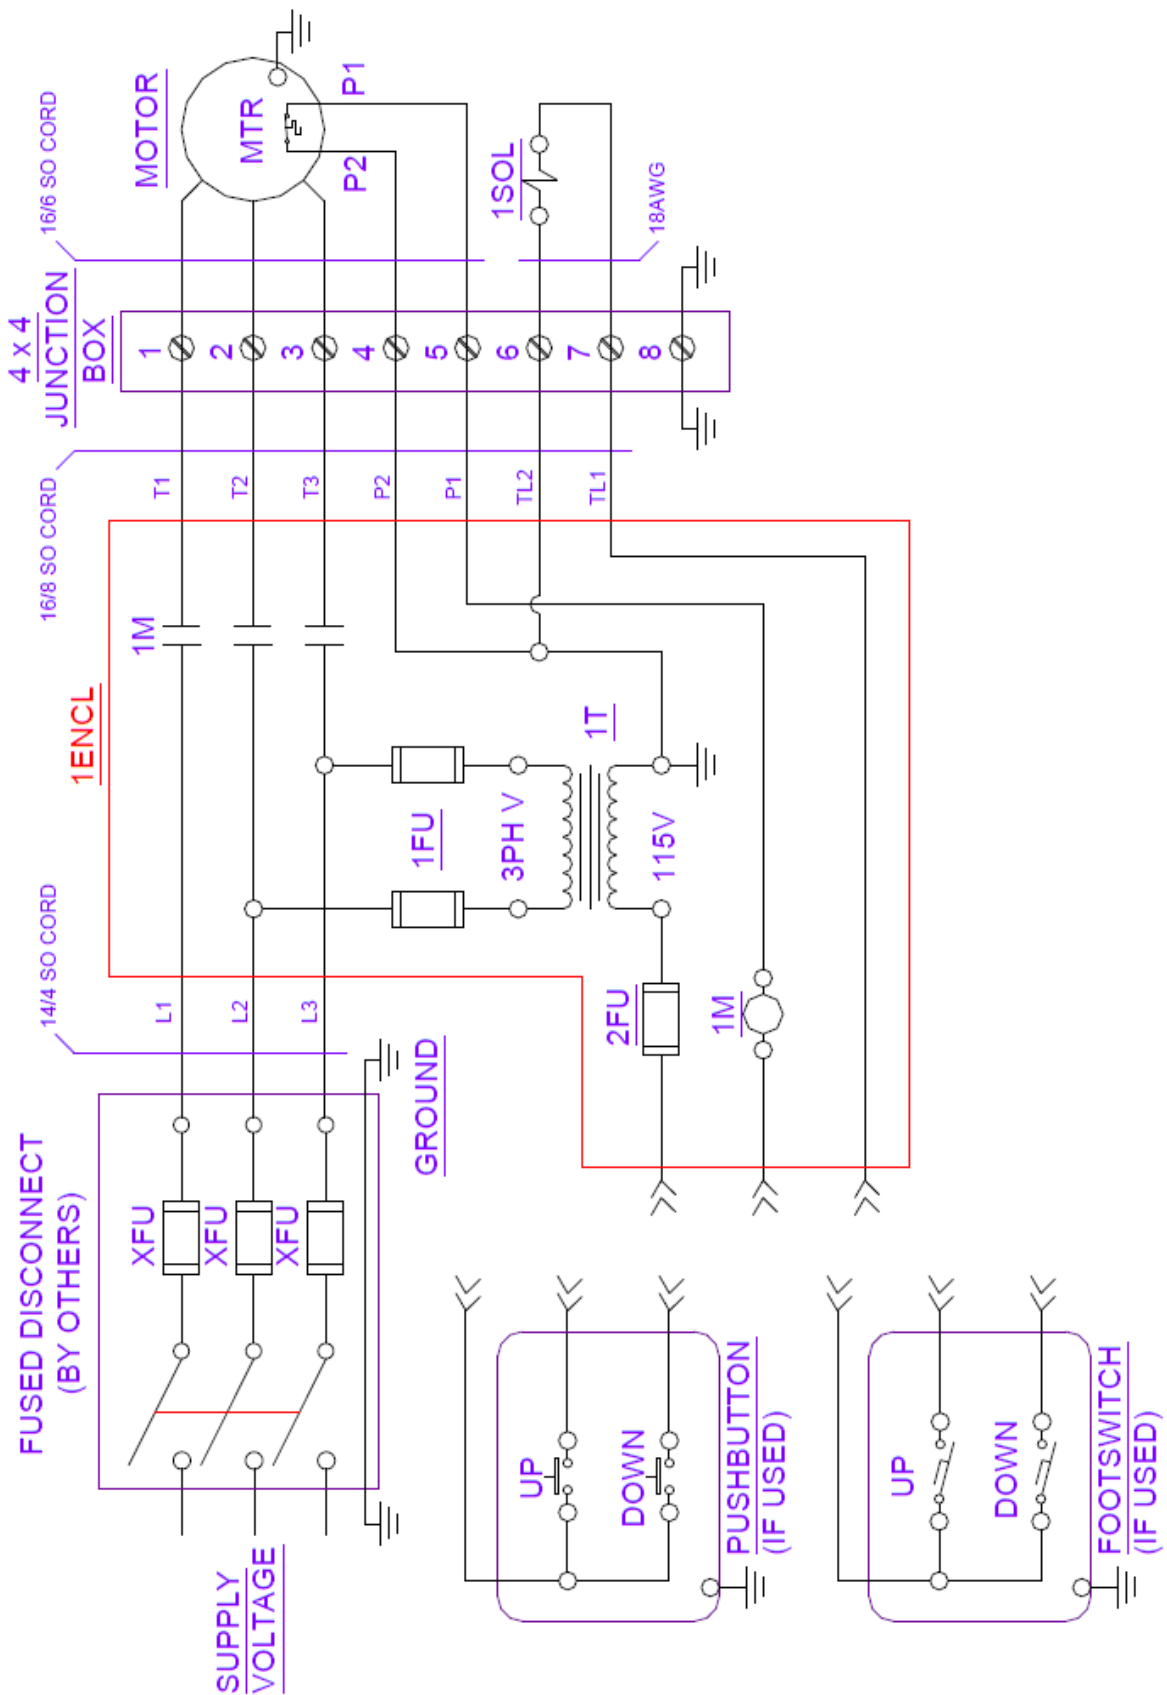 FUSED DISCONNECT
(BY OTHERS)
SUPPLY
VOLTAGE
XFU
XFU
XFU
GROUND
14/4 SO CORD
L1
L2
L3
1ENCL
1M
1FU
3PH V
1T
115V
2FU
1M
16/8 SO CORD
T1
T2
T3
P2
P1
TL2
TL1
4 x 4
JUNCTION
BOX
1
2
3
4
5
6
7
8
16/6 SO CORD
18AWG
MOTOR
MTR
P1
P2
1SOL
UP
DOWN
PUSHBUTTON
(IF USED)
UP
DOWN
FOOTSWITCH
(IF USED)